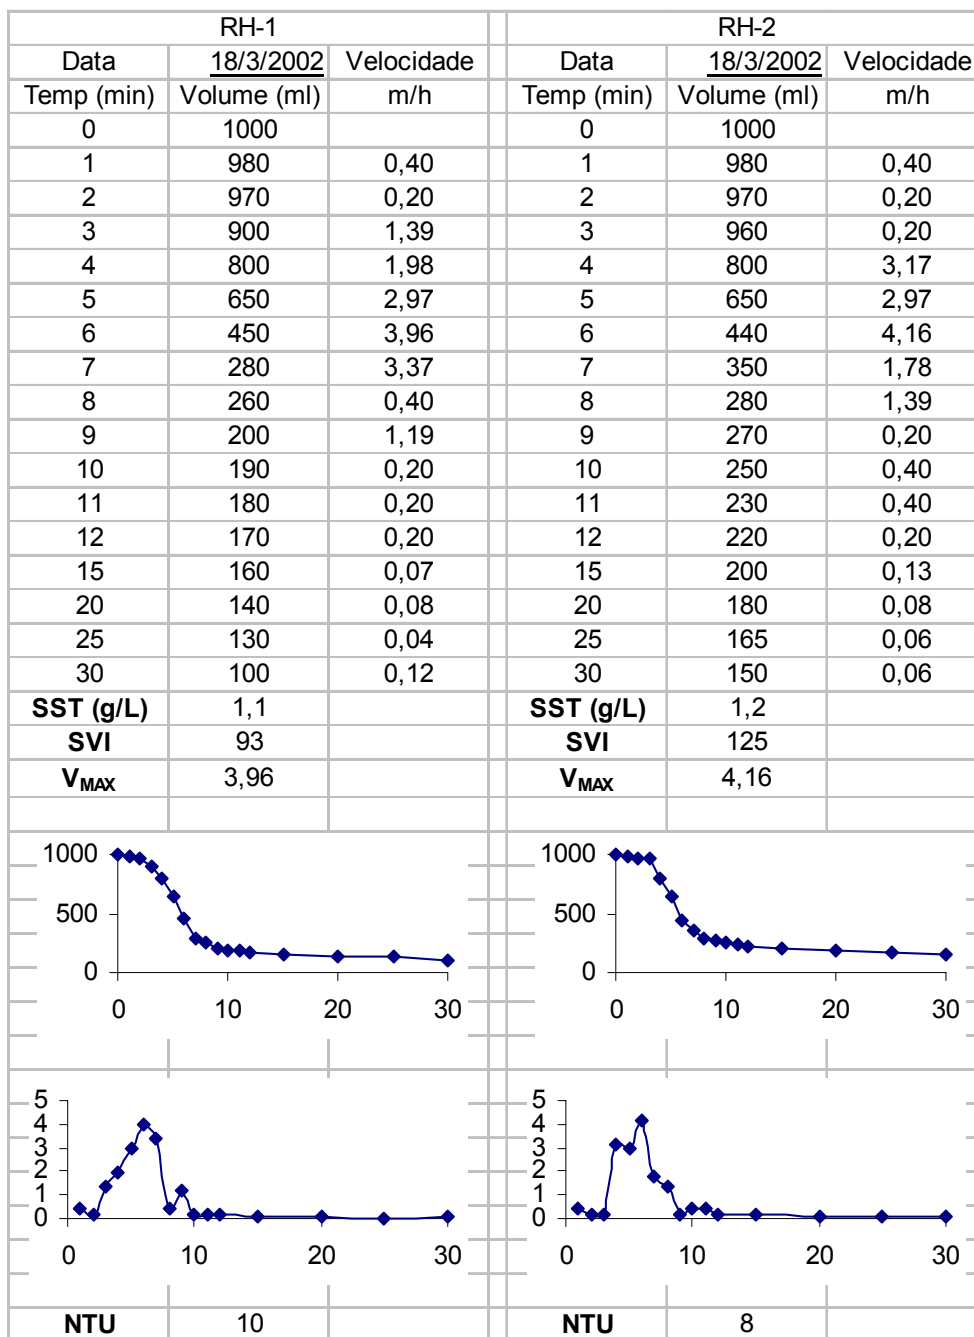 RH-1 RH-2
Data 18/3/2002 Velocidade Data 18/3/2002 Velocidade
Temp (min) Volume (ml) m/h Temp (min) Volume (ml) m/h
0 1000 0 1000
1 980 0,40 1 980 0,40
2 970 0,20 2 970 0,20
3 900 1,39 3 960 0,20
4 800 1,98 4 800 3,17
5 650 2,97 5 650 2,97
6 450 3,96 6 440 4,16
7 280 3,37 7 350 1,78
8 260 0,40 8 280 1,39
9 200 1,19 9 270 0,20
10 190 0,20 10 250 0,40
11 180 0,20 11 230 0,40
12 170 0,20 12 220 0,20
15 160 0,07 15 200 0,13
20 140 0,08 20 180 0,08
25 130 0,04 25 165 0,06
30 100 0,12 30 150 0,06
SST (g/L) 1,1 SST (g/L) 1,2
SVI 93 SVI 125
VMAX 3,96 VMAX 4,16
1000 1000
500 500
0 0
0 10 20 30 0 10 20 30
5 5
4 4
3 3
2 2
1 1
0 0
0 10 20 30 0 10 20 30
NTU 10 NTU 8